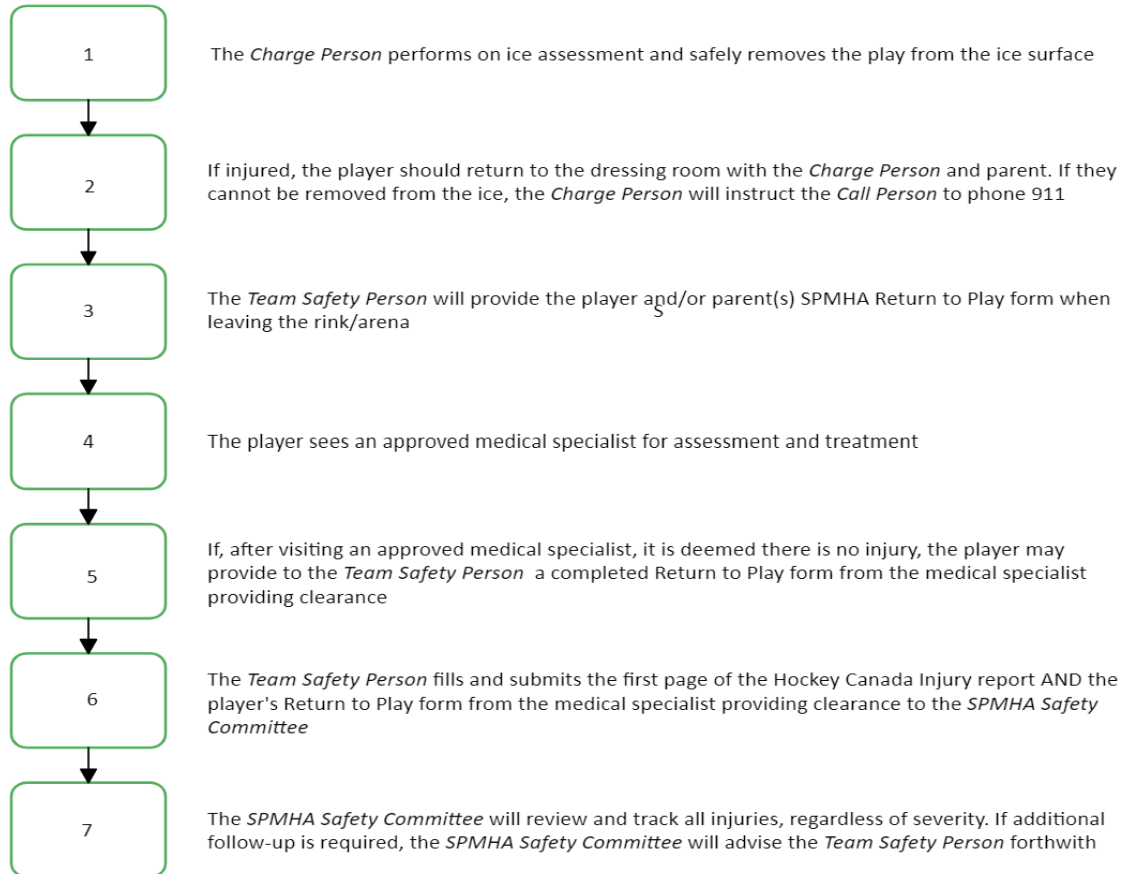 1
The Charge Person performs on ice assessment and safely removes the play from the ice surface
2
If injured, the player should return to the dressing room with the Charge Person and parent. If they
cannot be removed from the ice, the Charge Person will instruct the Call Person to phone 911
3
The Team Safety Person will provide the player and/or parent(s) SPMHA Return to Play form when
s
leaving the rink/arena
4
The player sees an approved medical specialist for assessment and treatment
5
If, after visiting an approved medical specialist, it is deemed there is no injury, the player may
provide to the Team Safety Person a completed Return to Play form from the medical specialist
providing clearance
6
The Team Safety Person fills and submits the first page of the Hockey Canada Injury report AND the
player's Return to Play form from the medical specialist providing clearance to the SPMHA Safety
Committee
7
The SPMHA Safety Committee will review and track all injuries, regardless of severity. If additional
follow-up is required, the SPMHA Safety Committee will advise the Team Safety Person forthwith